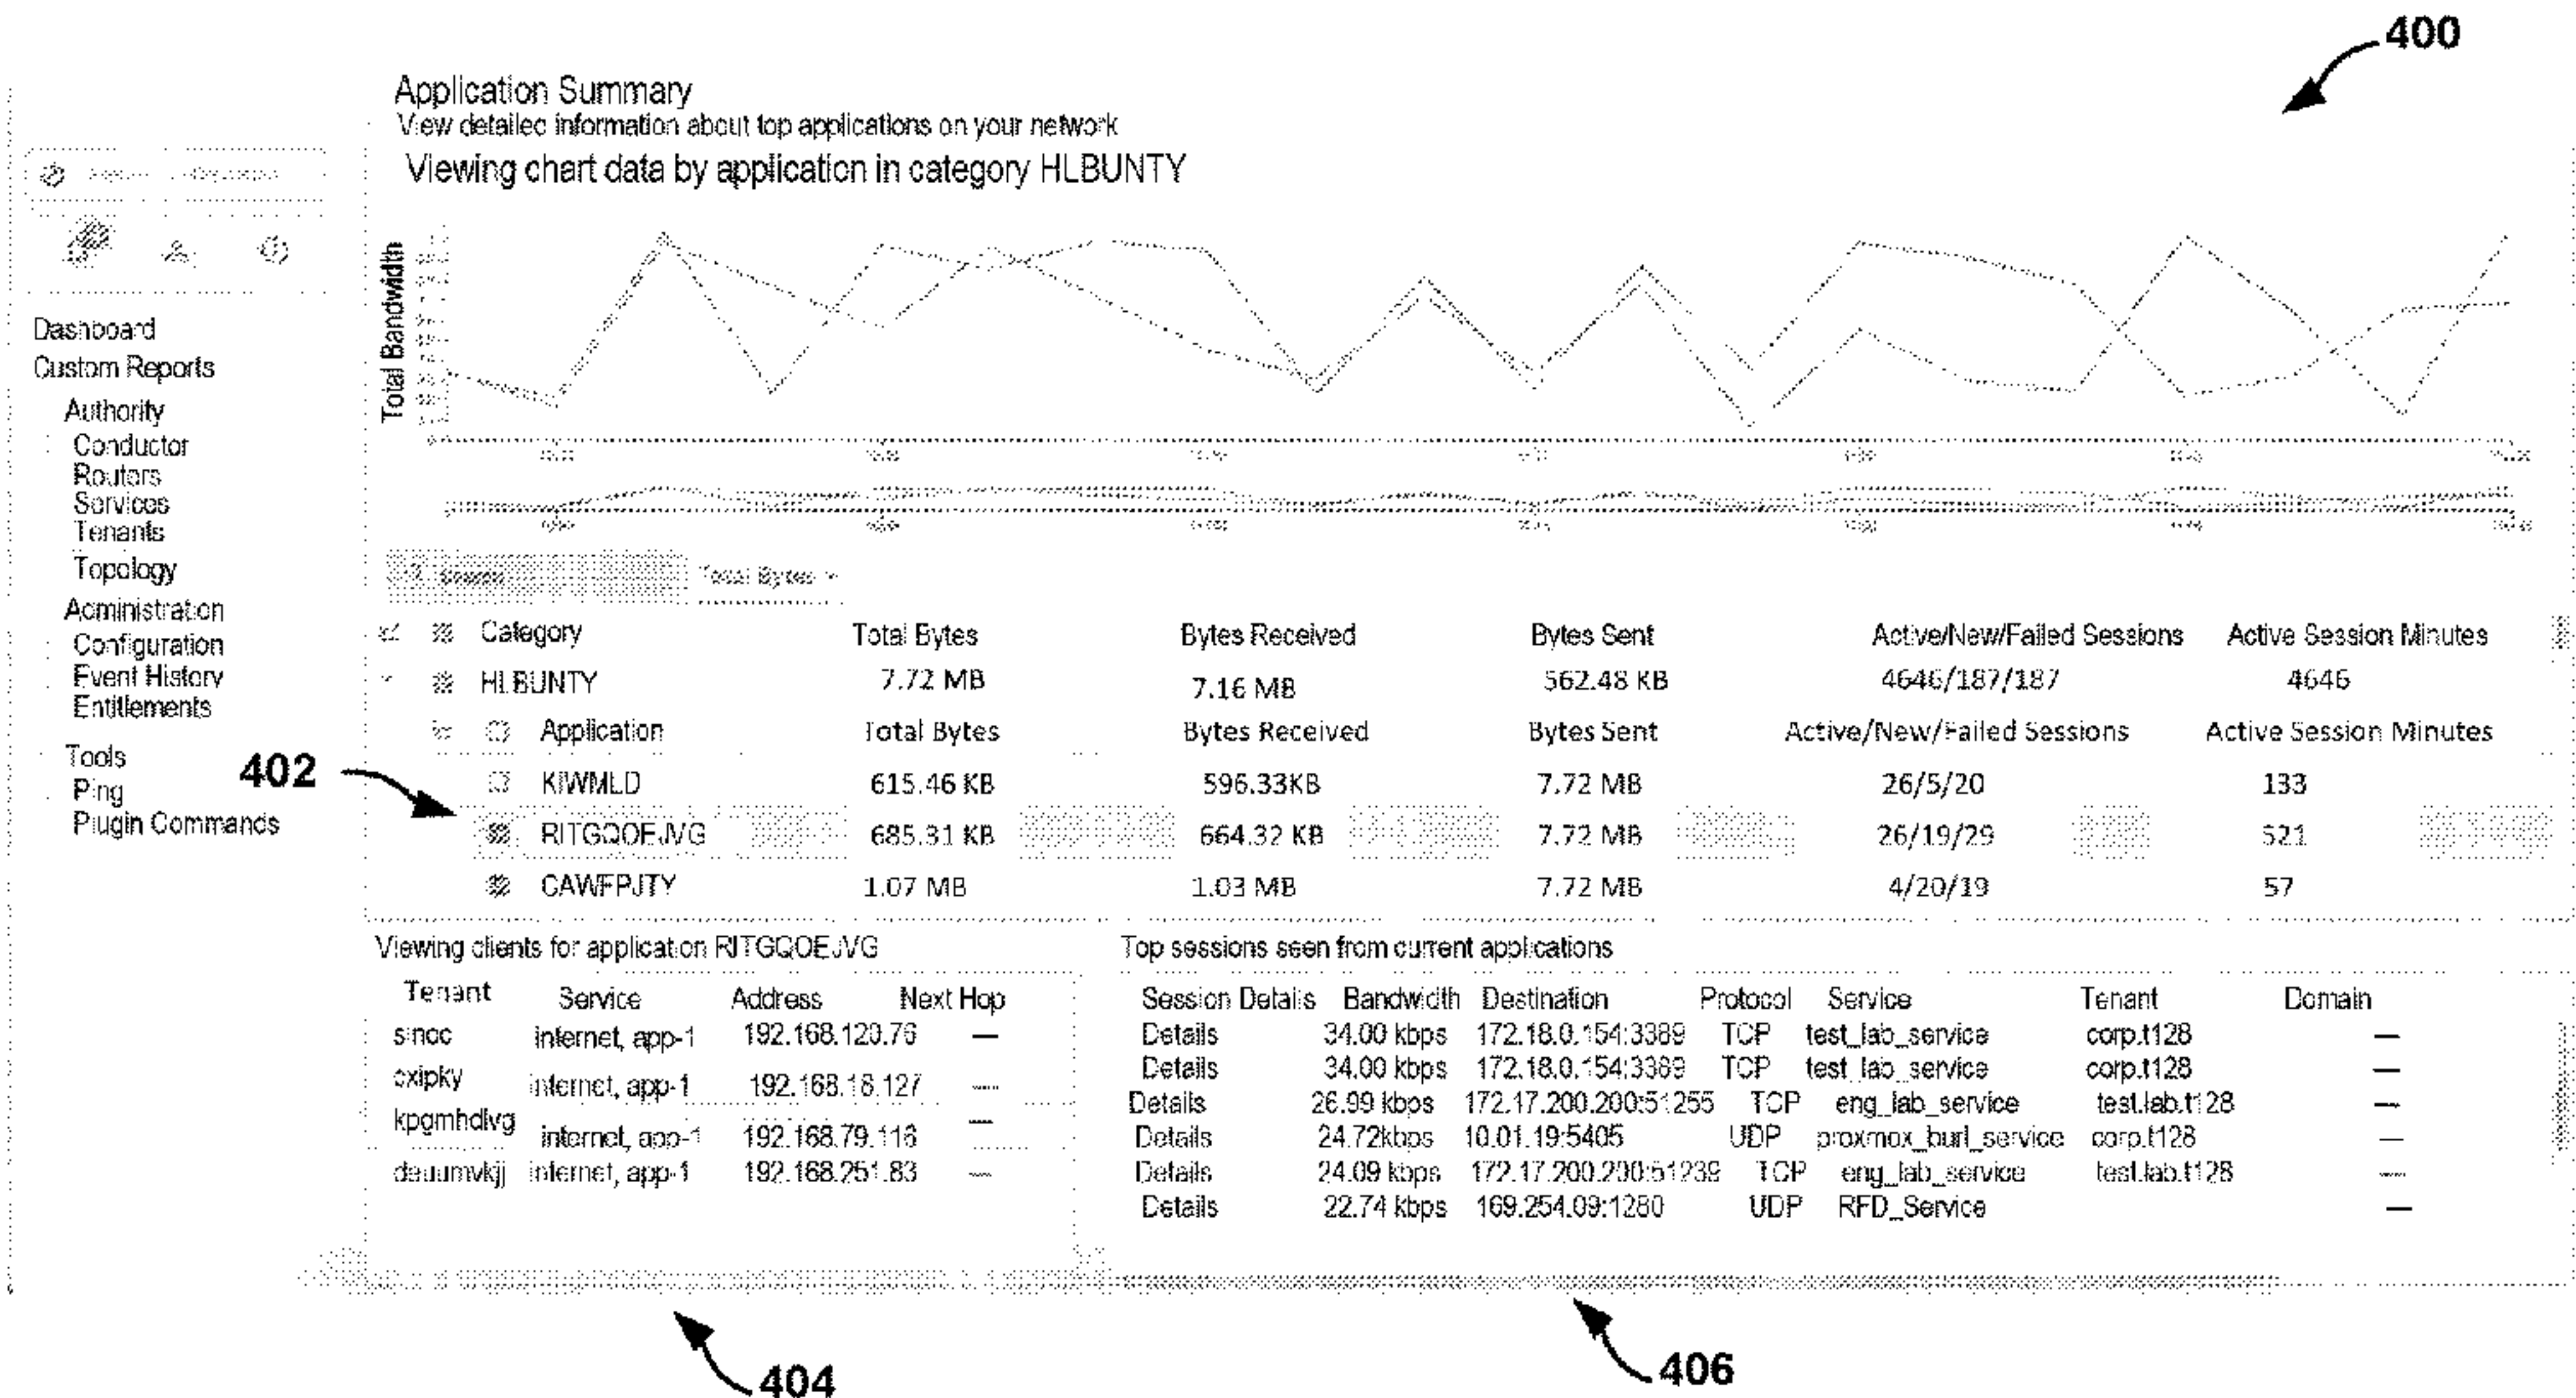 400
Application Summary
View detailed information about top applications on your network
Viewing chart data by application in category HLBUNTY
Total Bandwidth
Dashboard
Custom Reports
Authority
Conductor
Routers
Services
Tenants
Topology
Administration
Configuration
Event History
Entitlements
Tools
Ping
Plugin Commands
Search Total Bytes
Category Total Bytes Bytes Received Bytes Sent Active/New/Failed Sessions Active Session Minutes
HLBUNTY 7.72 MB 7.16 MB 562.48 KB 4646/187/187 4646
Application Total Bytes Bytes Received Bytes Sent Active/New/Failed Sessions Active Session Minutes
402
KIWMLD 615.46 KB 596.33KB 7.72 MB 26/5/20 133
RITGQOEJVG 685.31 KB 664.32 KB 7.72 MB 26/19/29 521
CAWFPJTY 1.07 MB 1.03 MB 7.72 MB 4/20/19 57
Viewing clients for application RITGQOEJVG
Tenant Service Address Next Hop
internet, app-1 192.168.120.76 —
oxipky internet, app-1 192.168.18.127 —
kpgmhdlvg internet, app-1 192.168.79.116 —
internet, app-1 192.168.251.83 —
Top sessions seen from current applications
Session Details Bandwidth Destination Protocol Service Tenant Domain
Details 34.00 kbps 172.18.0.154:3389 TCP test_lab_service corp.t128 —
Details 34.00 kbps 172.18.0.154:3389 TCP test_lab_service corp.t128 —
Details 26.99 kbps 172.17.200.200:51255 TCP eng_lab_service test.lab.t128 —
Details 24.72kbps 10.01.19:5405 UDP proxmox_burl_service corp.t128 —
Details 24.09 kbps 172.17.200.200:51239 TCP eng_lab_service test.lab.t128 —
Details 22.74 kbps 169.254.09:1280 UDP RFD_Service —
404
406